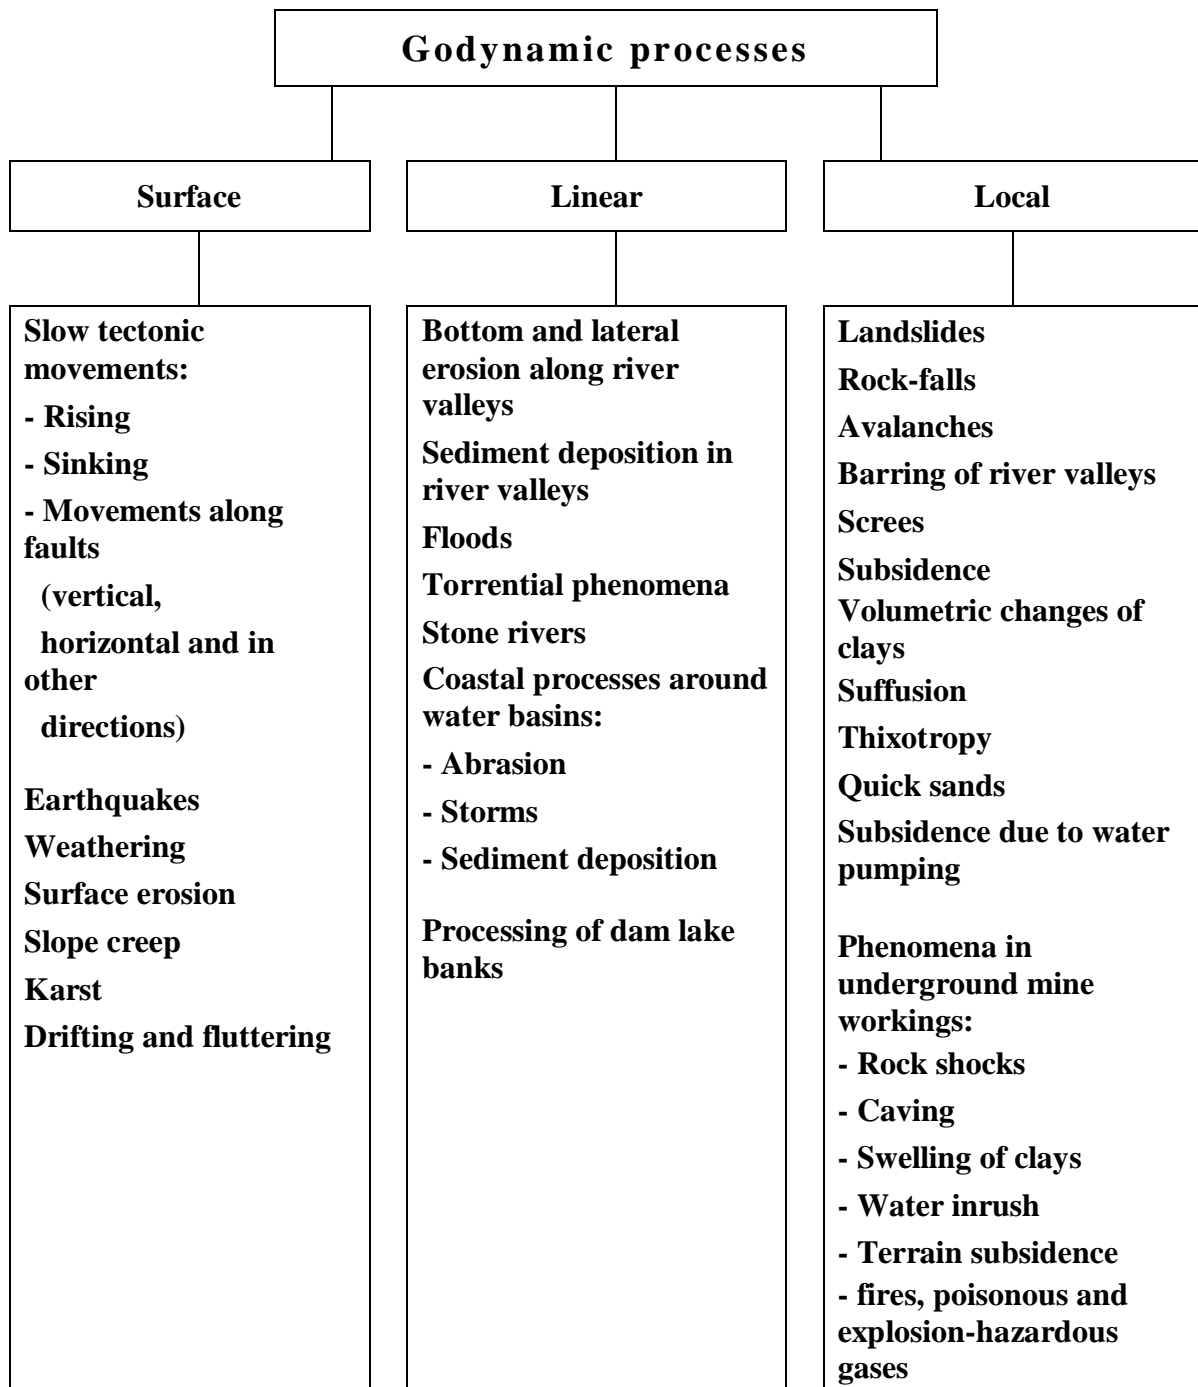 Godynamic processes
Surface
Linear
Local
Slow tectonic
movements:
- Rising
- Sinking
- Movements along
faults
(vertical,
horizontal and in
other
directions)
Earthquakes
Weathering
Surface erosion
Slope creep
Karst
Drifting and fluttering
Bottom and lateral
erosion along river
valleys
Sediment deposition in
river valleys
Floods
Torrential phenomena
Stone rivers
Coastal processes around
water basins:
- Abrasion
- Storms
- Sediment deposition
Processing of dam lake
banks
Landslides
Rock-falls
Avalanches
Barring of river valleys
Screes
Subsidence
Volumetric changes of
clays
Suffusion
Thixotropy
Quick sands
Subsidence due to water
pumping
Phenomena in
underground mine
workings:
- Rock shocks
- Caving
- Swelling of clays
- Water inrush
- Terrain subsidence
- fires, poisonous and
explosion-hazardous
gases